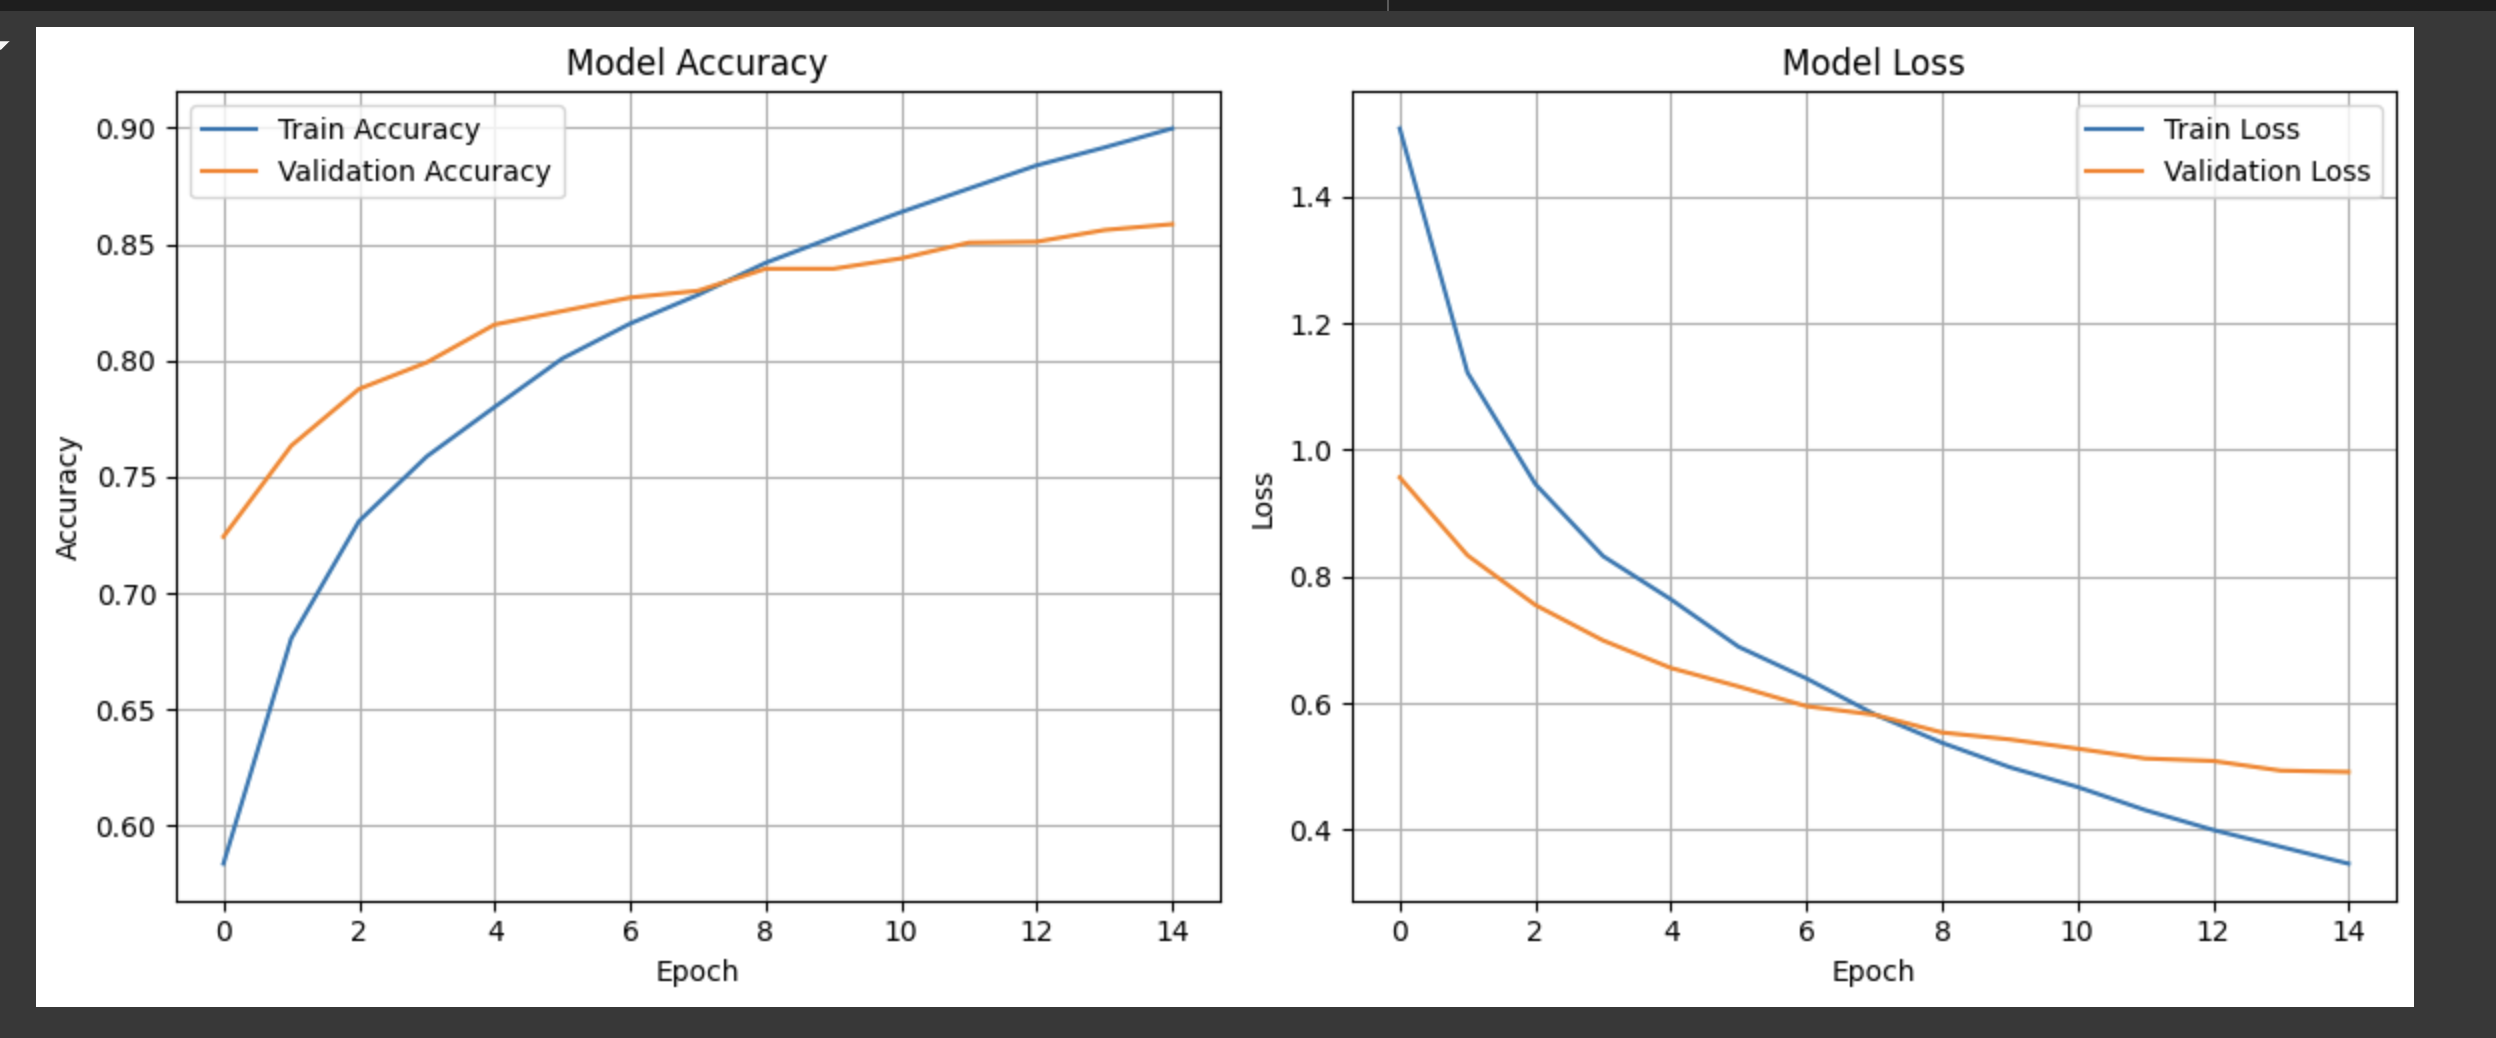 Model Accuracy
Train Accuracy
Validation Accuracy
0.90
0.85
0.80
0.75
0.70
0.65
0.60
Accuracy
0 2 4 6 8 10 12 14
Epoch
Model Loss
Train Loss
Validation Loss
1.4
1.2
1.0
0.8
0.6
0.4
Loss
0 2 4 6 8 10 12 14
Epoch